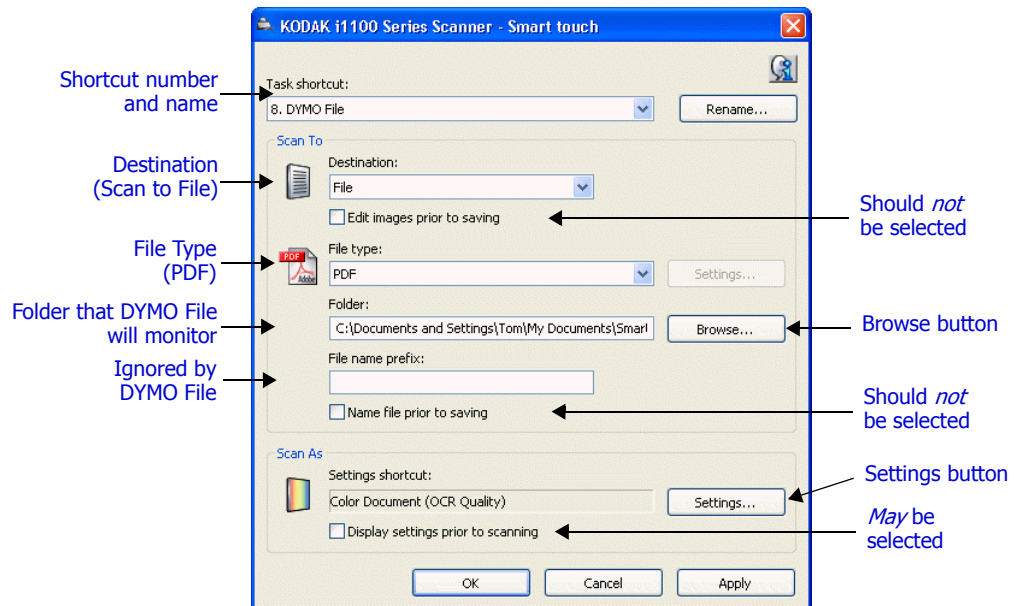 KODAK i1100 Series Scanner - Smart touch
Shortcut number
and name
Task shortcut:
8. DYMO File
Rename...
Scan To
Destination
(Scan to File)
Destination:
File
Edit images prior to saving
Should not
be selected
File Type
(PDF)
PDF
Adobe
File type:
PDF
Settings...
Folder that DYMO File
will monitor
Folder:
C:\Documents and Settings\Tom\My Documents\Smar
Browse...
Browse button
Ignored by
DYMO File
File name prefix:
Name file prior to saving
Should not
be selected
Scan As
Settings shortcut:
Color Document (OCR Quality)
Settings...
Settings button
Display settings prior to scanning
May be
selected
OK
Cancel
Apply